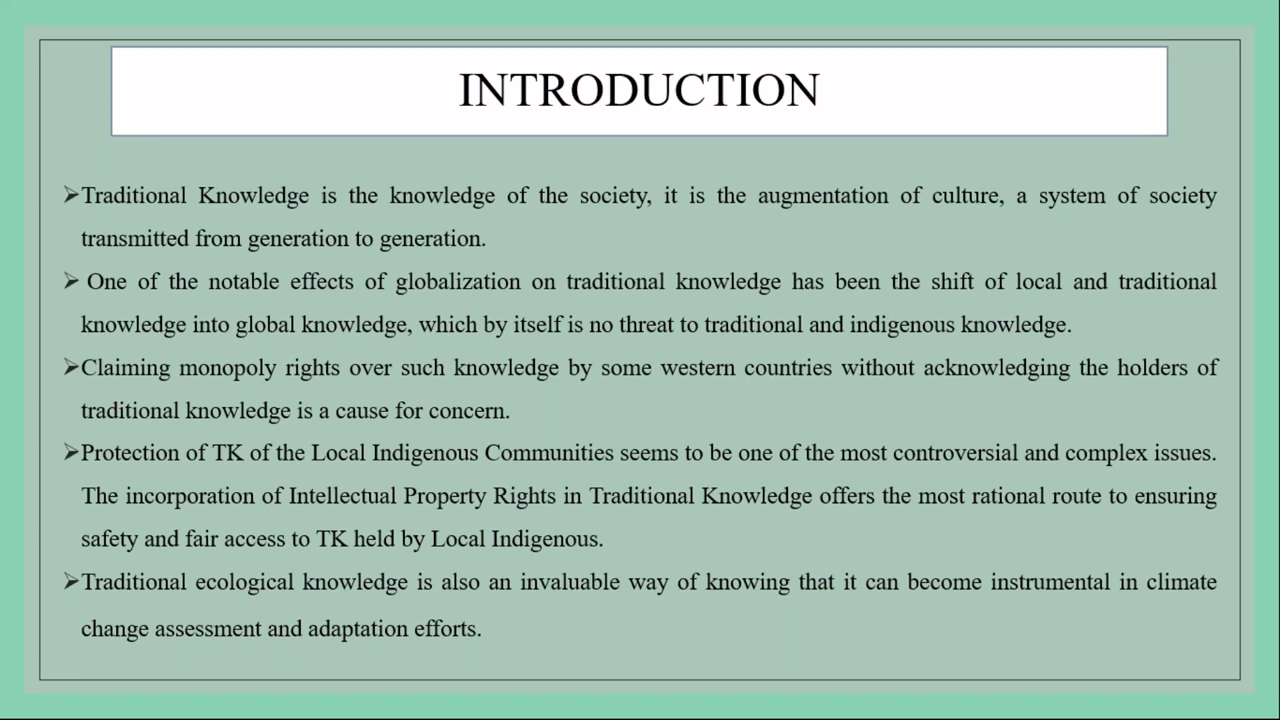 INTRODUCTION
➢Traditional Knowledge is the knowledge of the society, it is the augmentation of culture, a system of society
transmitted from generation to generation.
➢ One of the notable effects of globalization on traditional knowledge has been the shift of local and traditional
knowledge into global knowledge, which by itself is no threat to traditional and indigenous knowledge.
➢Claiming monopoly rights over such knowledge by some western countries without acknowledging the holders of
traditional knowledge is a cause for concern.
➢Protection of TK of the Local Indigenous Communities seems to be one of the most controversial and complex issues.
The incorporation of Intellectual Property Rights in Traditional Knowledge offers the most rational route to ensuring
safety and fair access to TK held by Local Indigenous.
➢Traditional ecological knowledge is also an invaluable way of knowing that it can become instrumental in climate
change assessment and adaptation efforts.